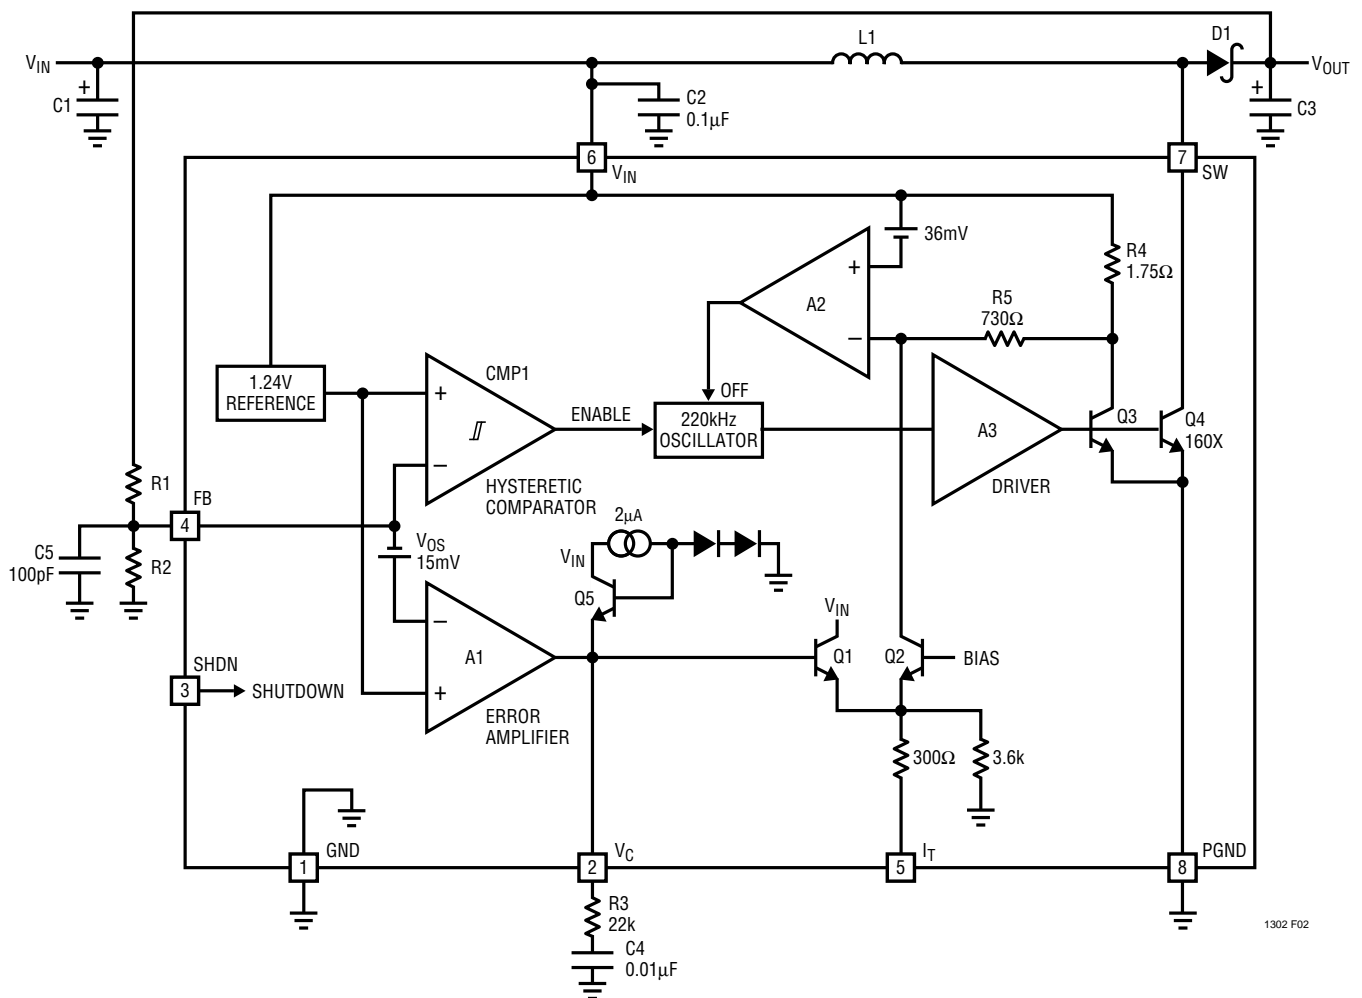 L1
D1
VIN
VOUT
+
C1
C2
0.1µF
+
C3
6
VIN
7
SW
36mV
+
A2
−
R4
1.75Ω
R5
730Ω
1.24V
REFERENCE
CMP1
+
−
HYSTERETIC
COMPARATOR
ENABLE
OFF
220kHz
OSCILLATOR
A3
DRIVER
Q3
Q4
160X
R1
FB
4
C5
100pF
R2
VOS
15mV
2µA
VIN
Q5
−
A1
+
ERROR
AMPLIFIER
VIN
Q1
Q2
BIAS
SHDN
3
SHUTDOWN
300Ω
3.6k
GND
1
VC
2
IT
5
PGND
8
R3
22k
C4
0.01µF
1302 F02